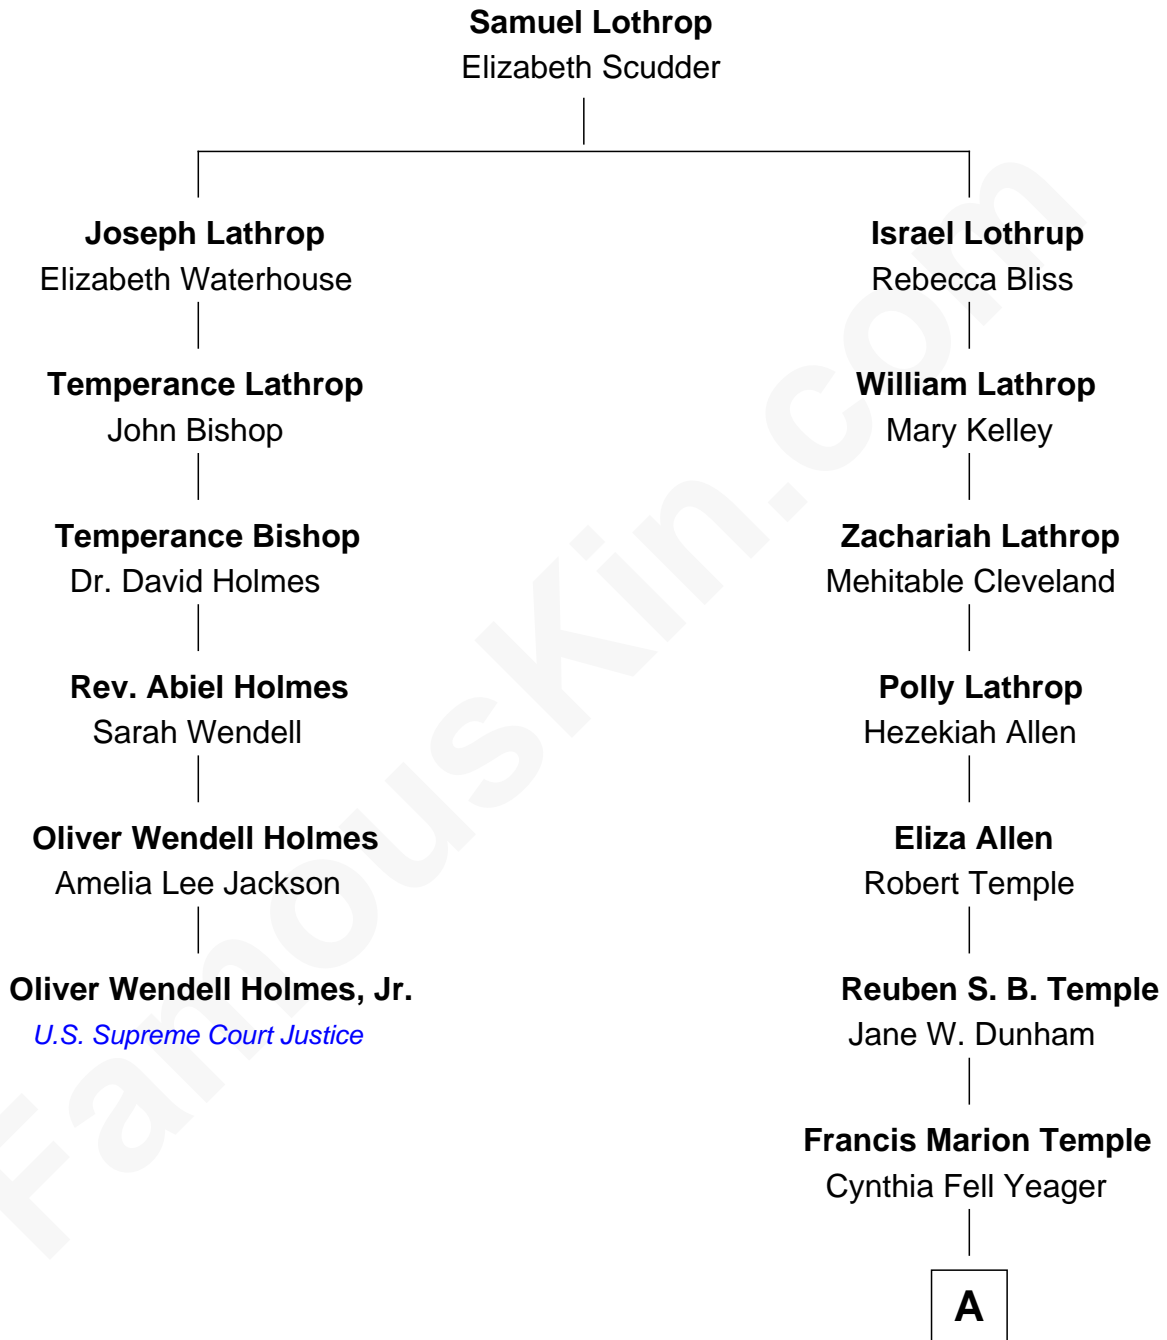 Samuel Lothrop
Elizabeth Scudder
Joseph Lathrop
Elizabeth Waterhouse
Temperance Lathrop
John Bishop
Temperance Bishop
Dr. David Holmes
Rev. Abiel Holmes
Sarah Wendell
Oliver Wendell Holmes
Amelia Lee Jackson
Oliver Wendell Holmes, Jr.
U.S. Supreme Court Justice
Israel Lothrup
Rebecca Bliss
William Lathrop
Mary Kelley
Zachariah Lathrop
Mehitable Cleveland
Polly Lathrop
Hezekiah Allen
Eliza Allen
Robert Temple
Reuben S. B. Temple
Jane W. Dunham
Francis Marion Temple
Cynthia Fell Yeager
A
FamousKin.com